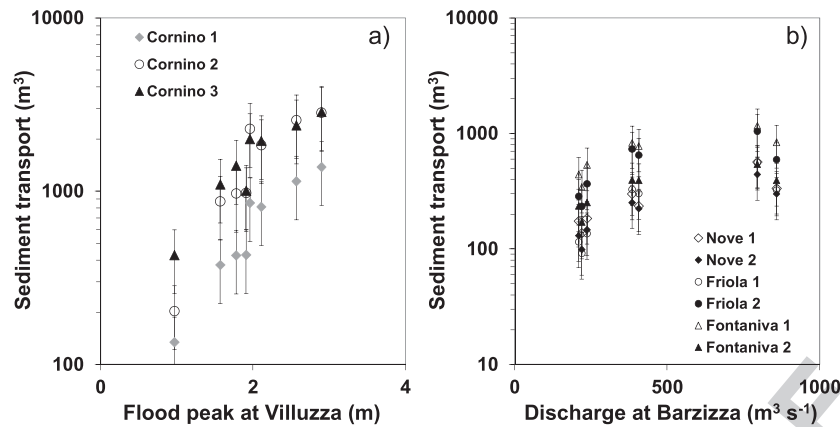 a)
Cornino 1
Cornino 2
Cornino 3
10000
1000
100
Sediment transport (m³)
0
2
4
Flood peak at Villuzza (m)
b)
10000
1000
100
10
Sediment transport (m³)
Nove 1
Nove 2
Friola 1
Friola 2
Fontaniva 1
Fontaniva 2
0
500
1000
Discharge at Barzizza (m³ s⁻¹)